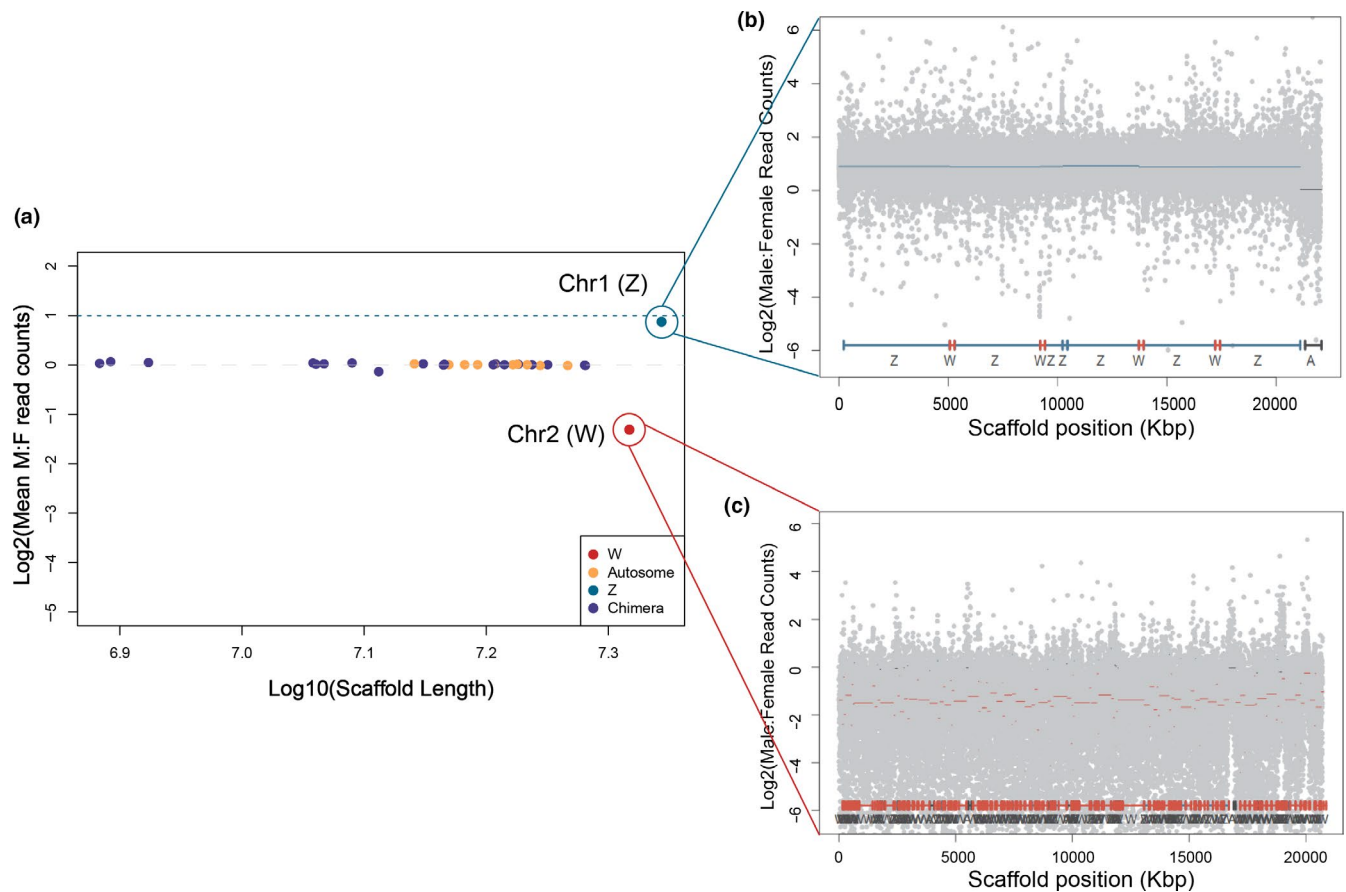 (a)
Log2(Mean M:F read counts)
2
1
0
−1
−2
−3
−4
−5
Chr1 (Z)
Chr2 (W)
W
Autosome
Z
Chimera
6.9
7.0
7.1
7.2
7.3
Log10(Scaffold Length)
(b)
Log2(Male:Female Read Counts)
6
4
2
0
−2
−4
−6
Z W Z W Z Z Z W Z W Z A
0 5000 10000 15000 20000
Scaffold position (Kbp)
(c)
Log2(Male:Female Read Counts)
6
4
2
0
−2
−4
−6
0 5000 10000 15000 20000
Scaffold position (Kbp)